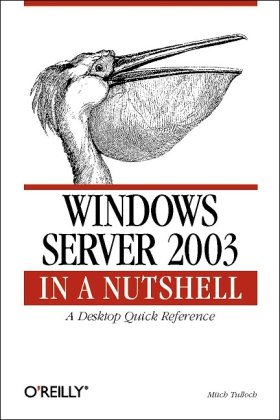 WINDOWS
SERVER 2003
IN A NUTSHELL
A Desktop Quick Reference
O'REILLY®
Mitch Tulloch